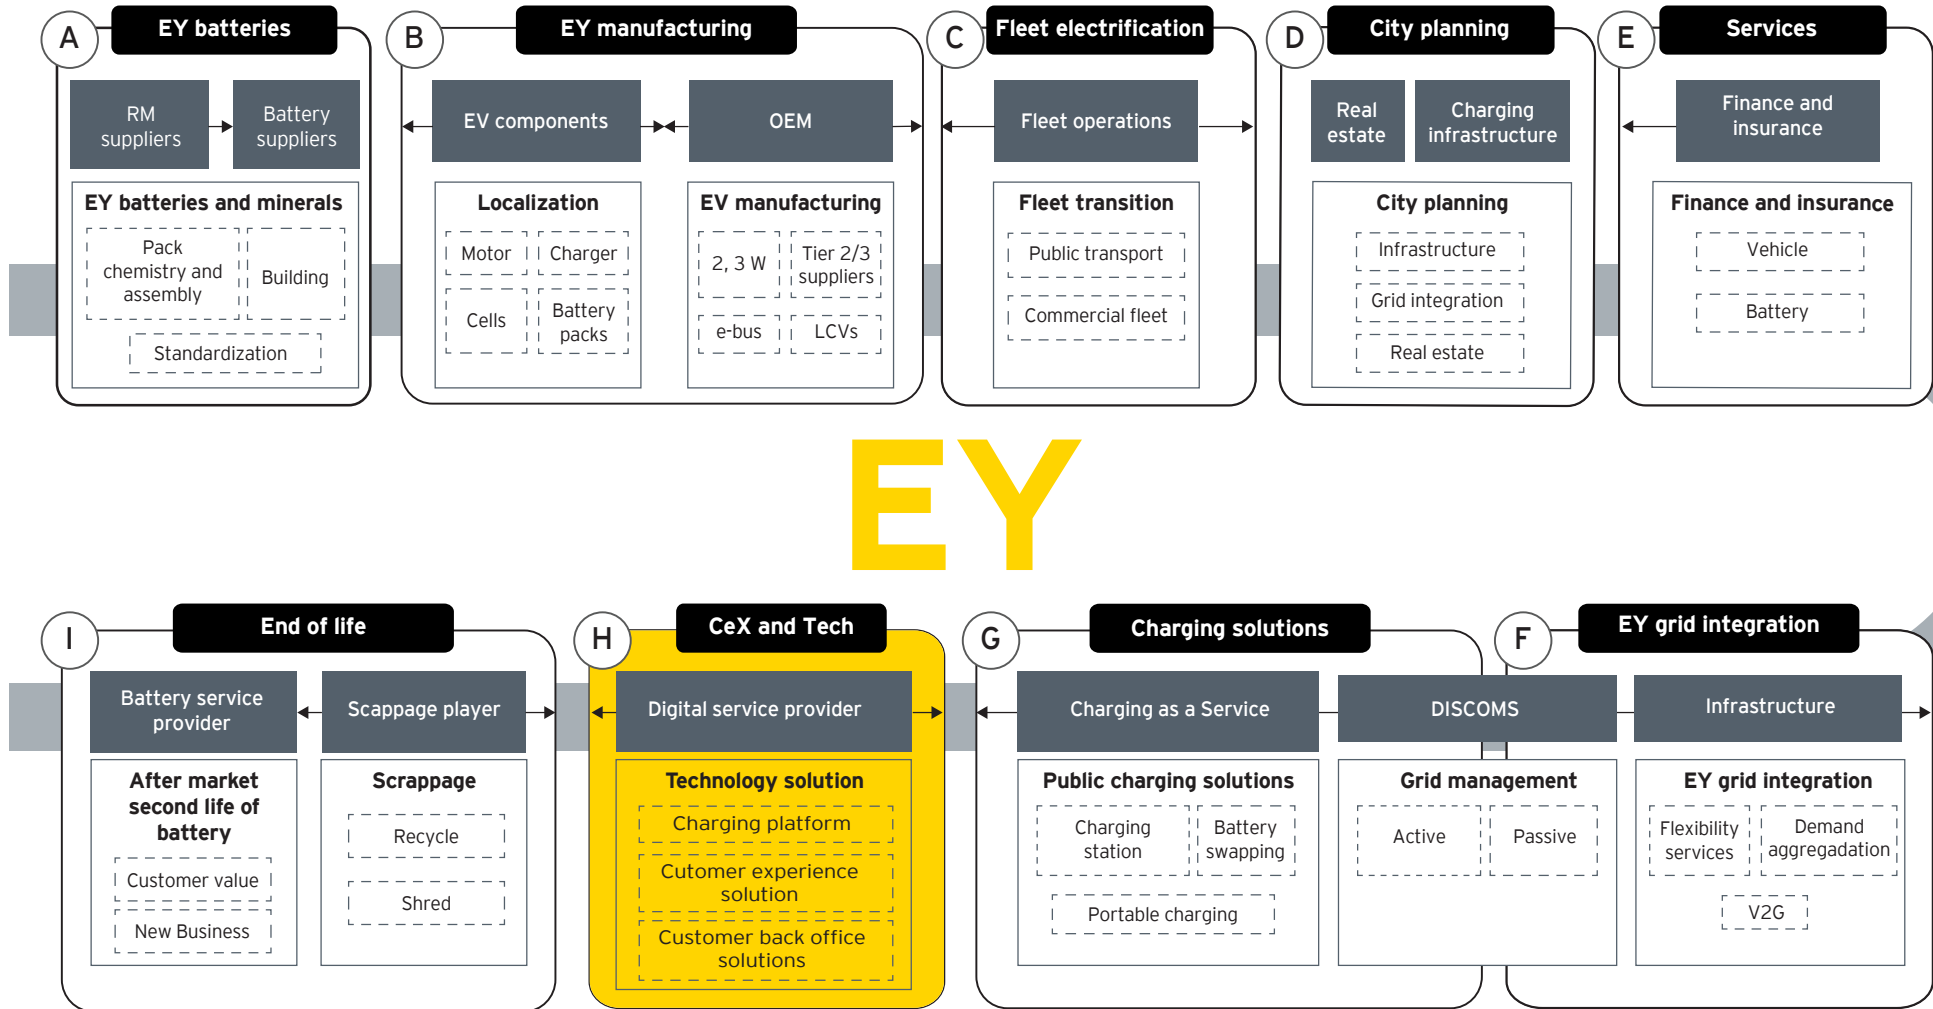 A
EY batteries
RM
suppliers
Battery
suppliers
EY batteries and minerals
Pack
chemistry and
assembly
Building
Standardization
B
EY manufacturing
EV components
OEM
Localization
Motor
Charger
Cells
Battery
packs
EV manufacturing
2, 3 W
Tier 2/3
suppliers
e-bus
LCVs
C
Fleet electrification
Fleet operations
Fleet transition
Public transport
Commercial fleet
D
City planning
Real
estate
Charging
infrastructure
City planning
Infrastructure
Grid integration
Real estate
E
Services
Finance and
insurance
Finance and insurance
Vehicle
Battery
EY
I
End of life
Battery service
provider
Scappage player
After market
second life of
battery
Customer value
New Business
Scrappage
Recycle
Shred
H
CeX and Tech
Digital service provider
Technology solution
Charging platform
Cutomer experience
solution
Customer back office
solutions
G
Charging solutions
Charging as a Service
DISCOMS
Public charging solutions
Charging
station
Battery
swapping
Portable charging
Grid management
Active
Passive
F
EY grid integration
Infrastructure
EY grid integration
Flexibility
services
Demand
aggregadation
V2G